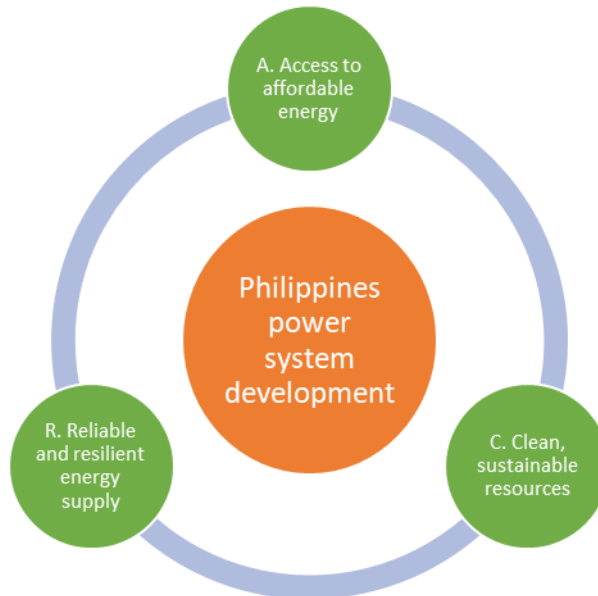 A. Access to
affordable
energy
Philippines
power
system
development
R. Reliable
and resilient
energy
supply
C. Clean,
sustainable
resources